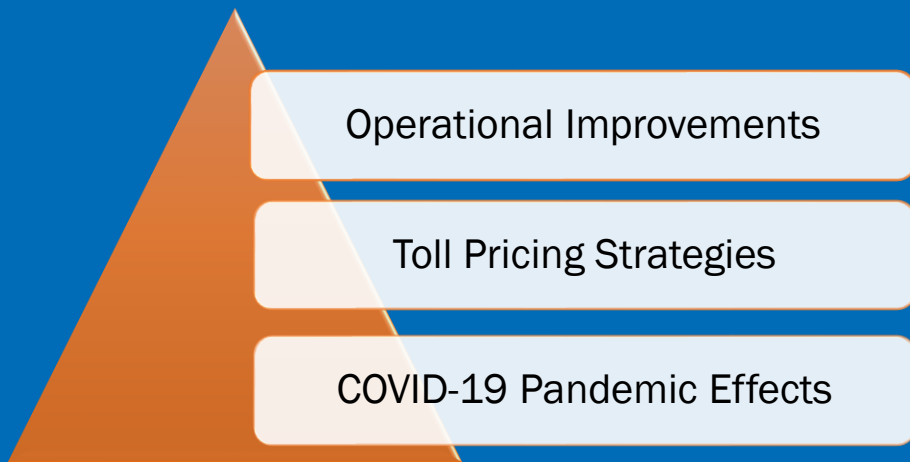 Operational Improvements
Toll Pricing Strategies
COVID-19 Pandemic Effects